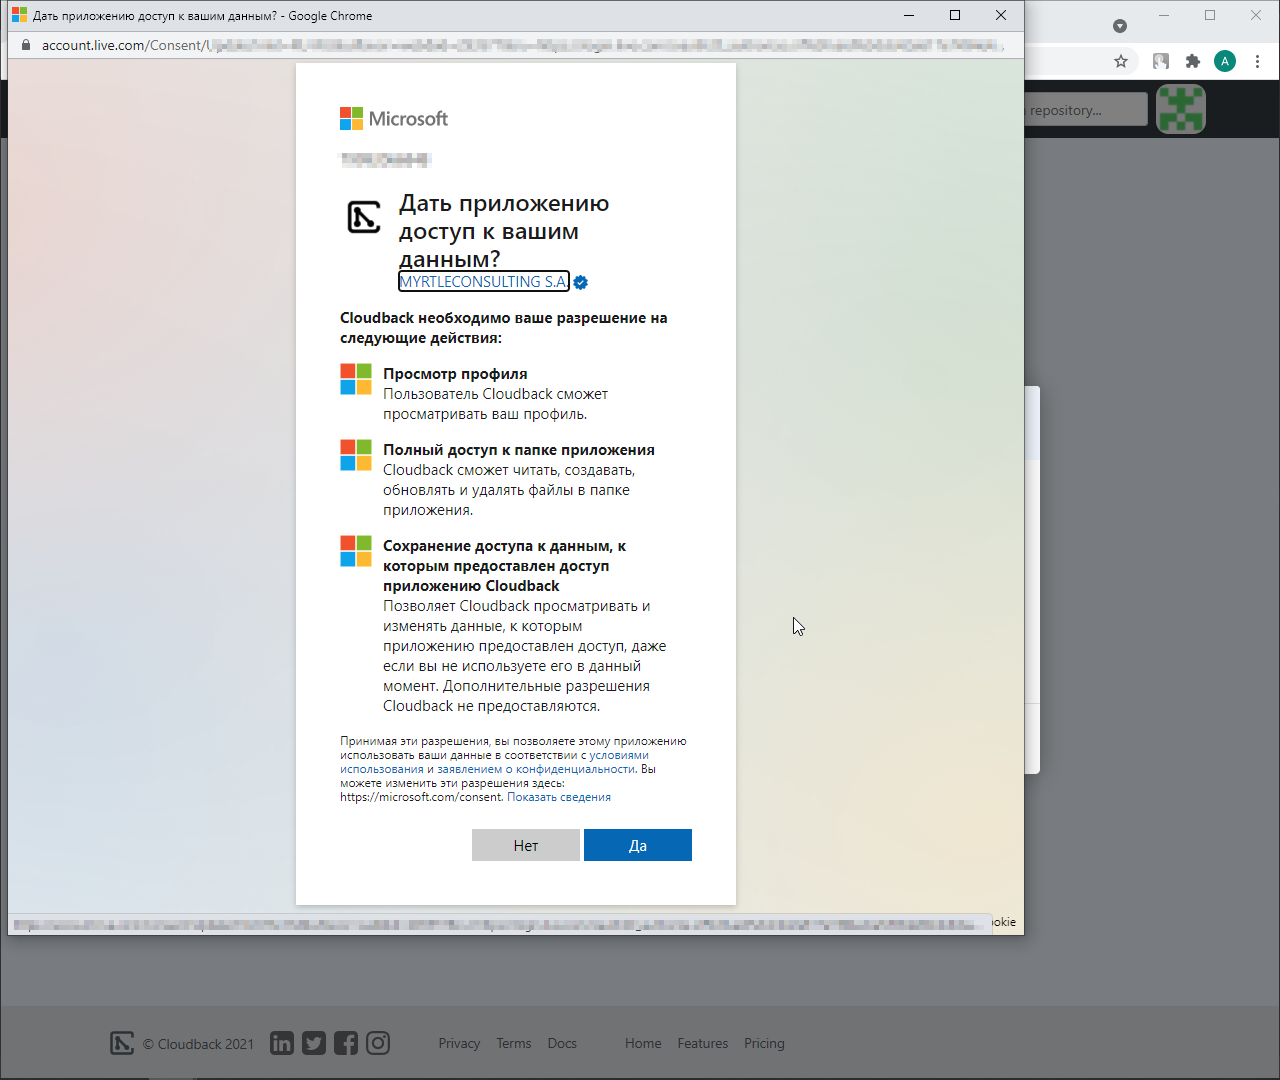 Дать приложению доступ к вашим данным? - Google Chrome
account.live.com/Consent/
repository...
A
Microsoft
Дать приложению
доступ к вашим
данным?
MYRTLECONSULTING S.A.
Cloudback необходимо ваше разрешение на
следующие действия:
Просмотр профиля
Пользователь Cloudback сможет
просматривать ваш профиль.
Полный доступ к папке приложения
Cloudback сможет читать, создавать,
обновлять и удалять файлы в папке
приложения.
Сохранение доступа к данным, к
которым предоставлен доступ
приложению Cloudback
Позволяет Cloudback просматривать и
изменять данные, к которым
приложению предоставлен доступ, даже
если вы не используете его в данный
момент. Дополнительные разрешения
Cloudback не предоставляются.
Принимая эти разрешения, вы позволяете этому приложению
использовать ваши данные в соответствии с условиями
использования и заявлением о конфиденциальности. Вы
можете изменить эти разрешения здесь:
https://microsoft.com/consent. Показать сведения
Нет Да
ookie
© Cloudback 2021 Privacy Terms Docs Home Features Pricing